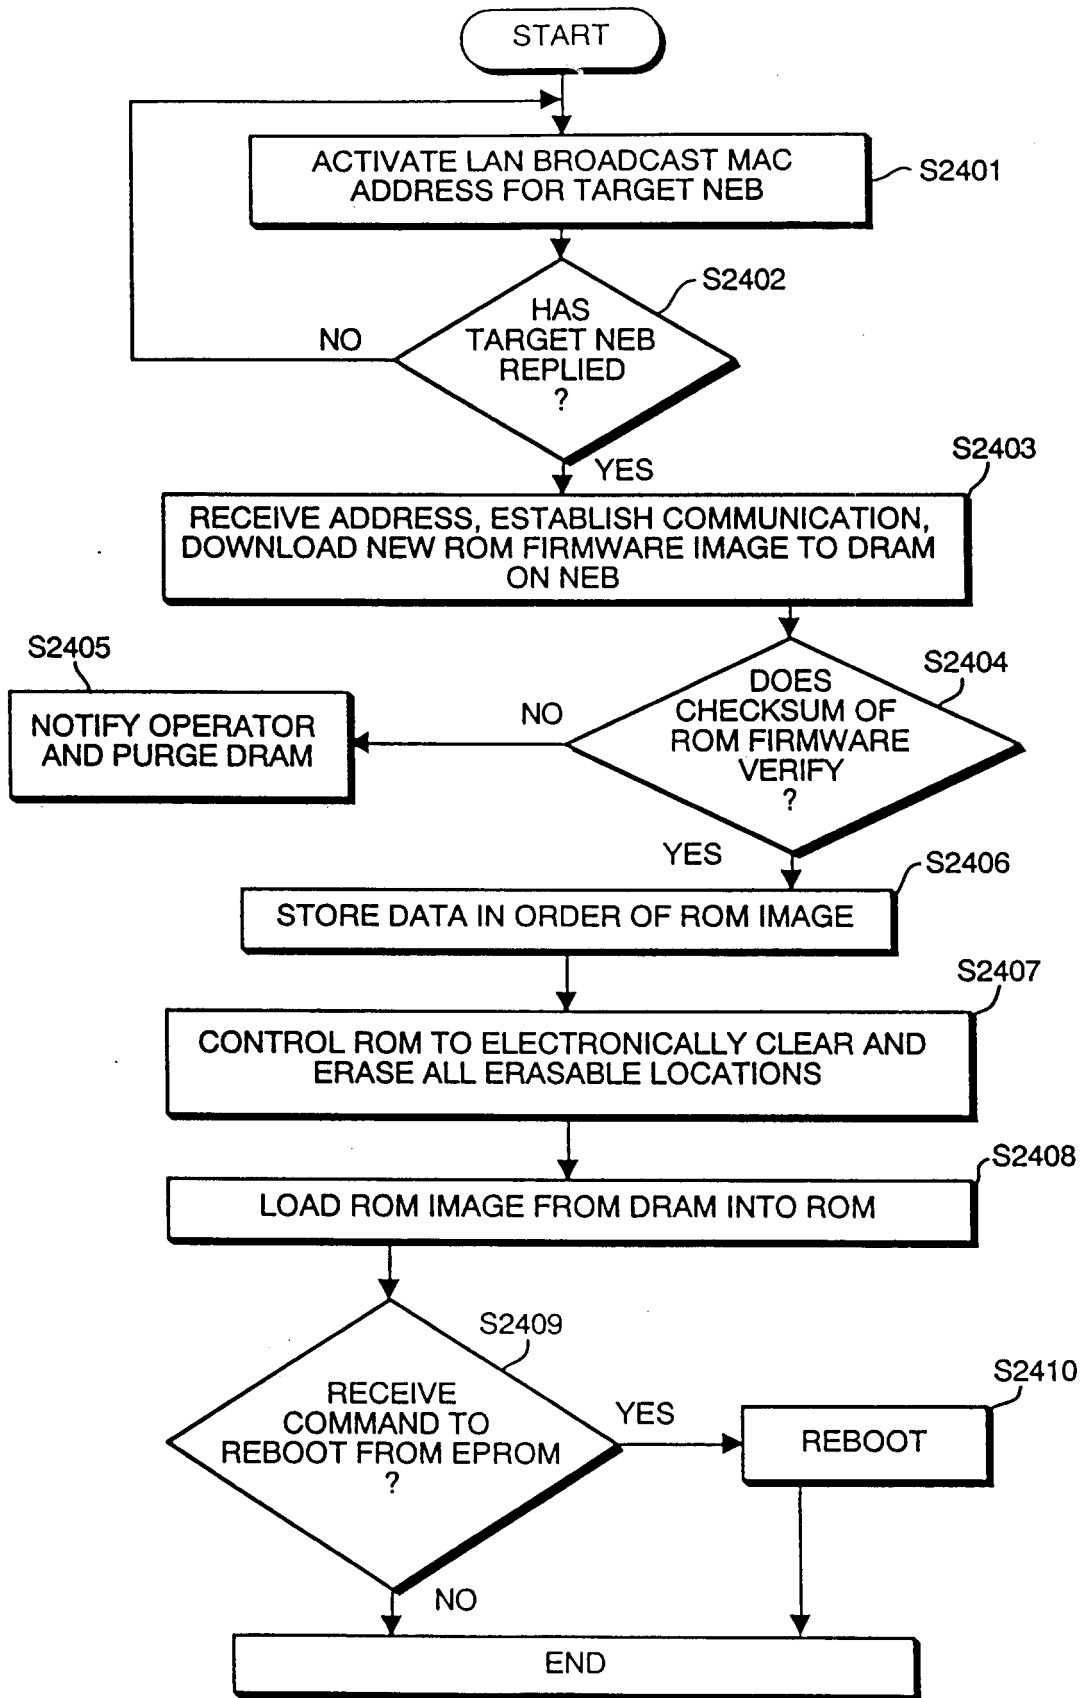 START
ACTIVATE LAN BROADCAST MAC
ADDRESS FOR TARGET NEB
S2401
S2402
HAS
TARGET NEB
REPLIED
?
NO
YES
S2403
RECEIVE ADDRESS, ESTABLISH COMMUNICATION,
DOWNLOAD NEW ROM FIRMWARE IMAGE TO DRAM
ON NEB
S2405
NOTIFY OPERATOR
AND PURGE DRAM
NO
S2404
DOES
CHECKSUM OF
ROM FIRMWARE
VERIFY
?
YES
S2406
STORE DATA IN ORDER OF ROM IMAGE
S2407
CONTROL ROM TO ELECTRONICALLY CLEAR AND
ERASE ALL ERASABLE LOCATIONS
S2408
LOAD ROM IMAGE FROM DRAM INTO ROM
S2409
RECEIVE
COMMAND TO
REBOOT FROM EPROM
?
YES
S2410
REBOOT
NO
END